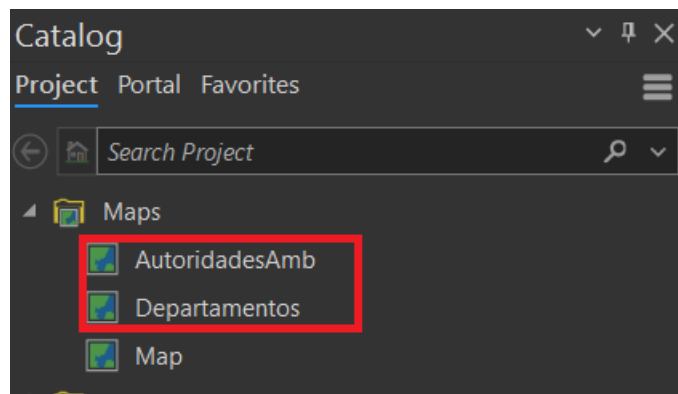 Catalog
Project Portal Favorites
Search Project
Maps
AutoridadesAmb
Departamentos
Map